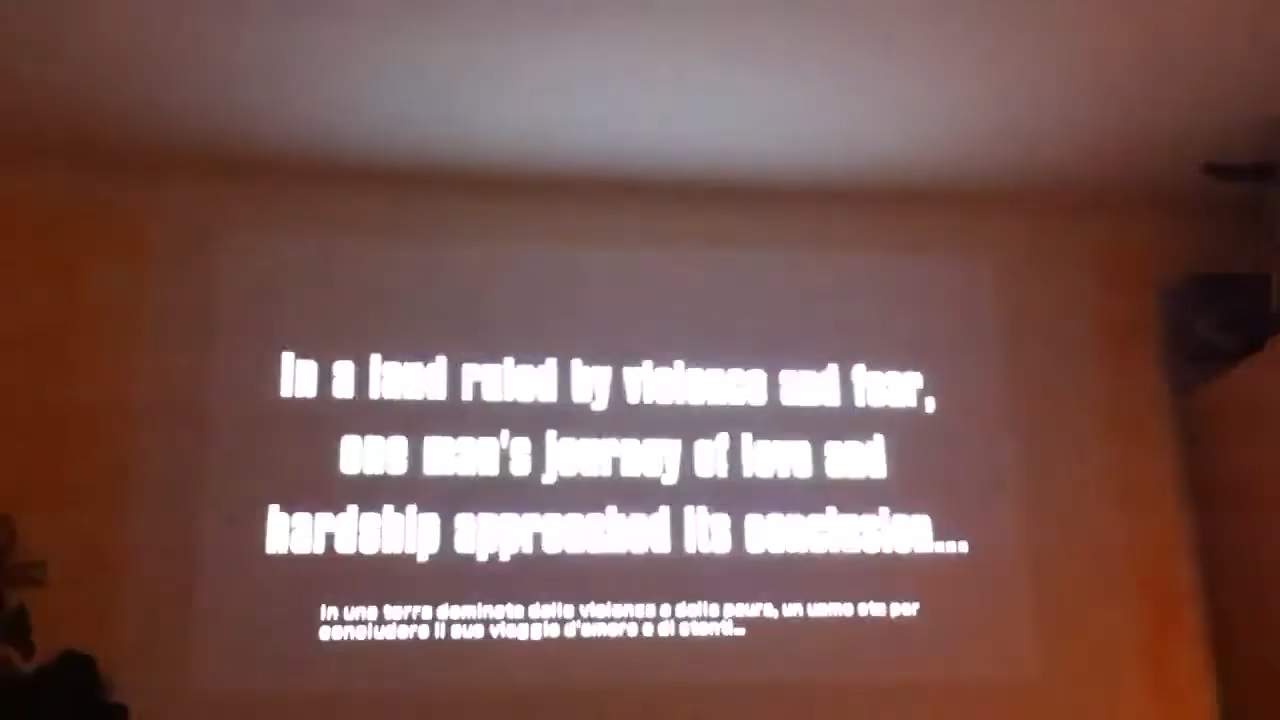 In a land ruled by violence and fear,
one man's journey of love and
hardship approached its conclusion...
In una terra dominata dalla violenza e dalla paura, un uomo sta per
concludere il suo viaggio d'amore e di stenti...